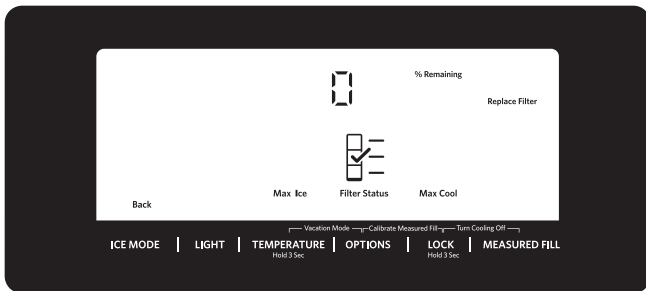 0 % Remaining
Replace Filter
Max Ice Filter Status Max Cool
Back
Vacation Mode Calibrate Measured Fill Turn Cooling Off
ICE MODE | LIGHT | TEMPERATURE | OPTIONS | LOCK | MEASURED FILL
Hold 3 Sec Hold 3 Sec